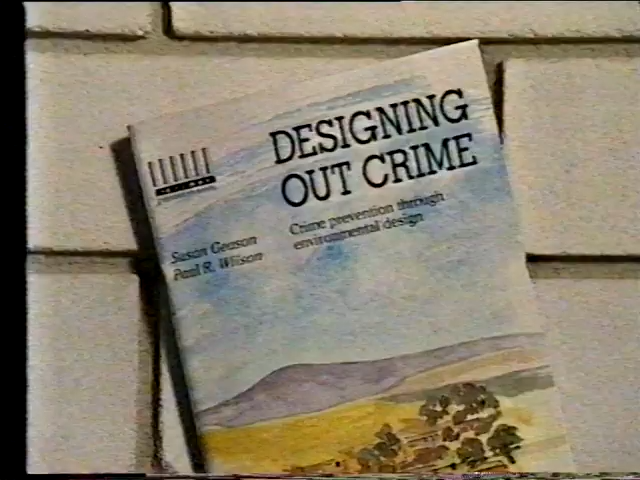 DESIGNING
OUT CRIME
Crime prevention through
environmental design
Susan Geason
Paul R. Wilson